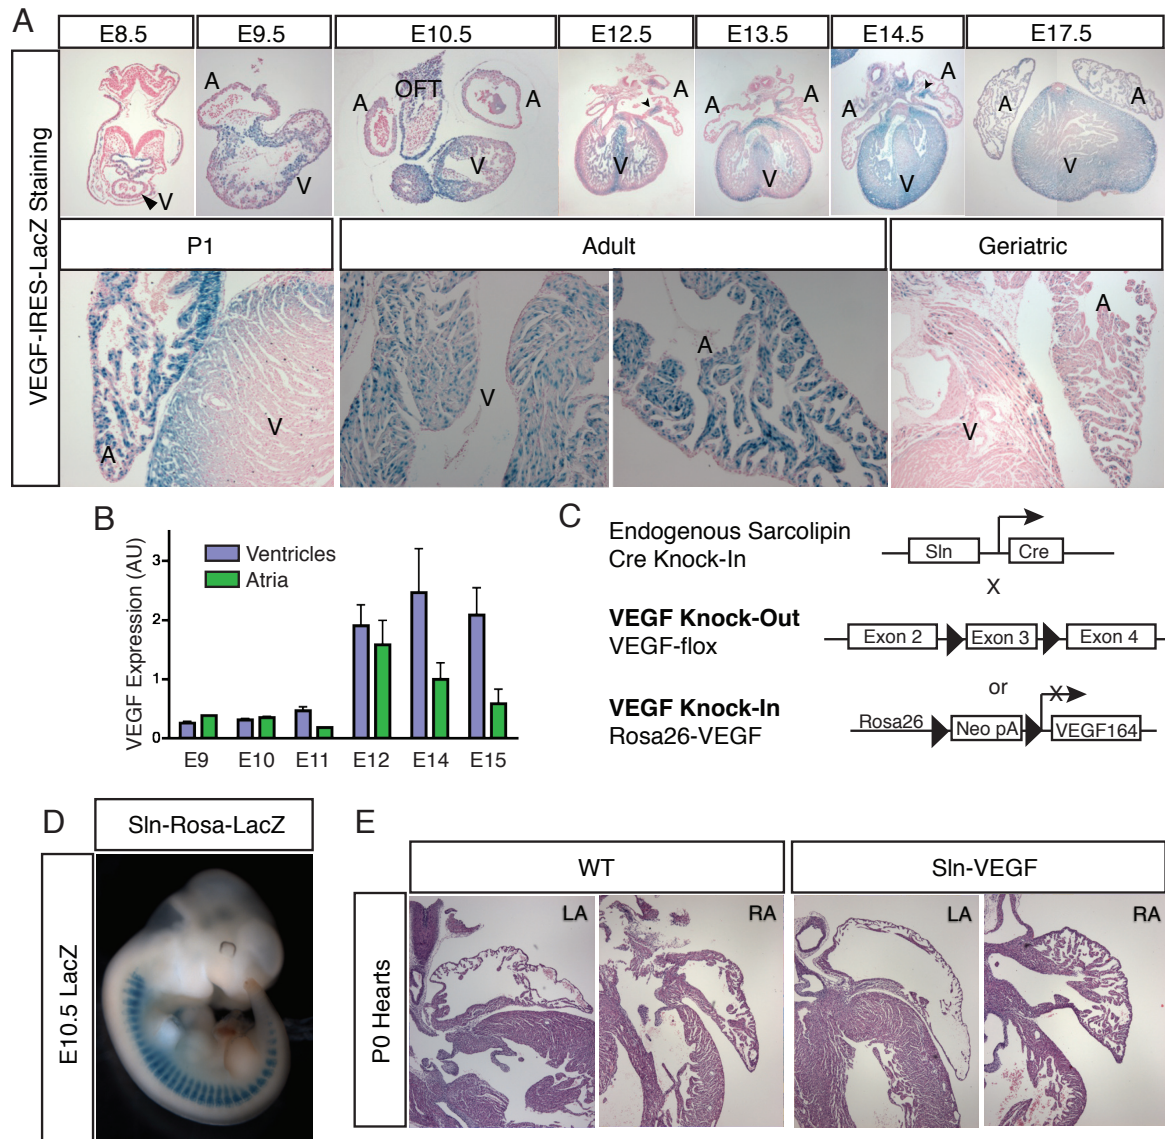 A
E8.5 E9.5 E10.5 E12.5 E13.5 E14.5 E17.5
VEGF-IRES-LacZ Staining
V
A V
A OFT A V
A V
A A V
A A V
A A V
P1 Adult Geriatric
A V
V
A
A V
B
VEGF Expression (AU)
3
2
1
0
Ventricles
Atria
E9 E10 E11 E12 E14 E15
C
Endogenous Sarcolipin
Cre Knock-In
Sln Cre
X
VEGF Knock-Out
VEGF-flox
Exon 2 Exon 3 Exon 4
or
VEGF Knock-In
Rosa26-VEGF
X
Rosa26 Neo pA VEGF164
D
Sln-Rosa-LacZ
E10.5 LacZ
E
WT Sln-VEGF
P0 Hearts
LA RA LA RA